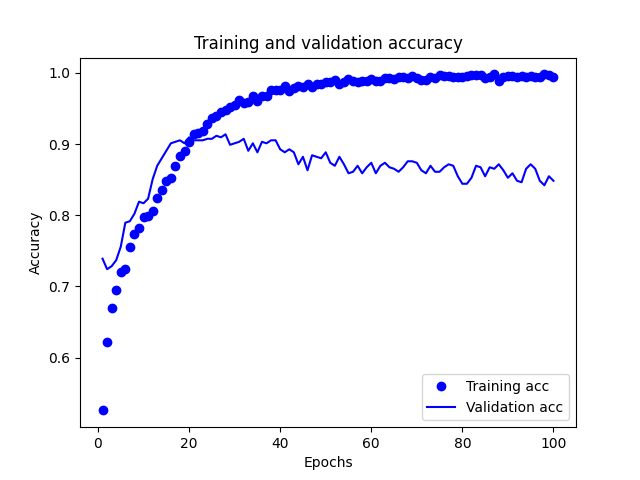 Training and validation accuracy
1.0
0.9
0.8
0.7
0.6
Accuracy
0
20
40
60
80
100
Epochs
Training acc
Validation acc